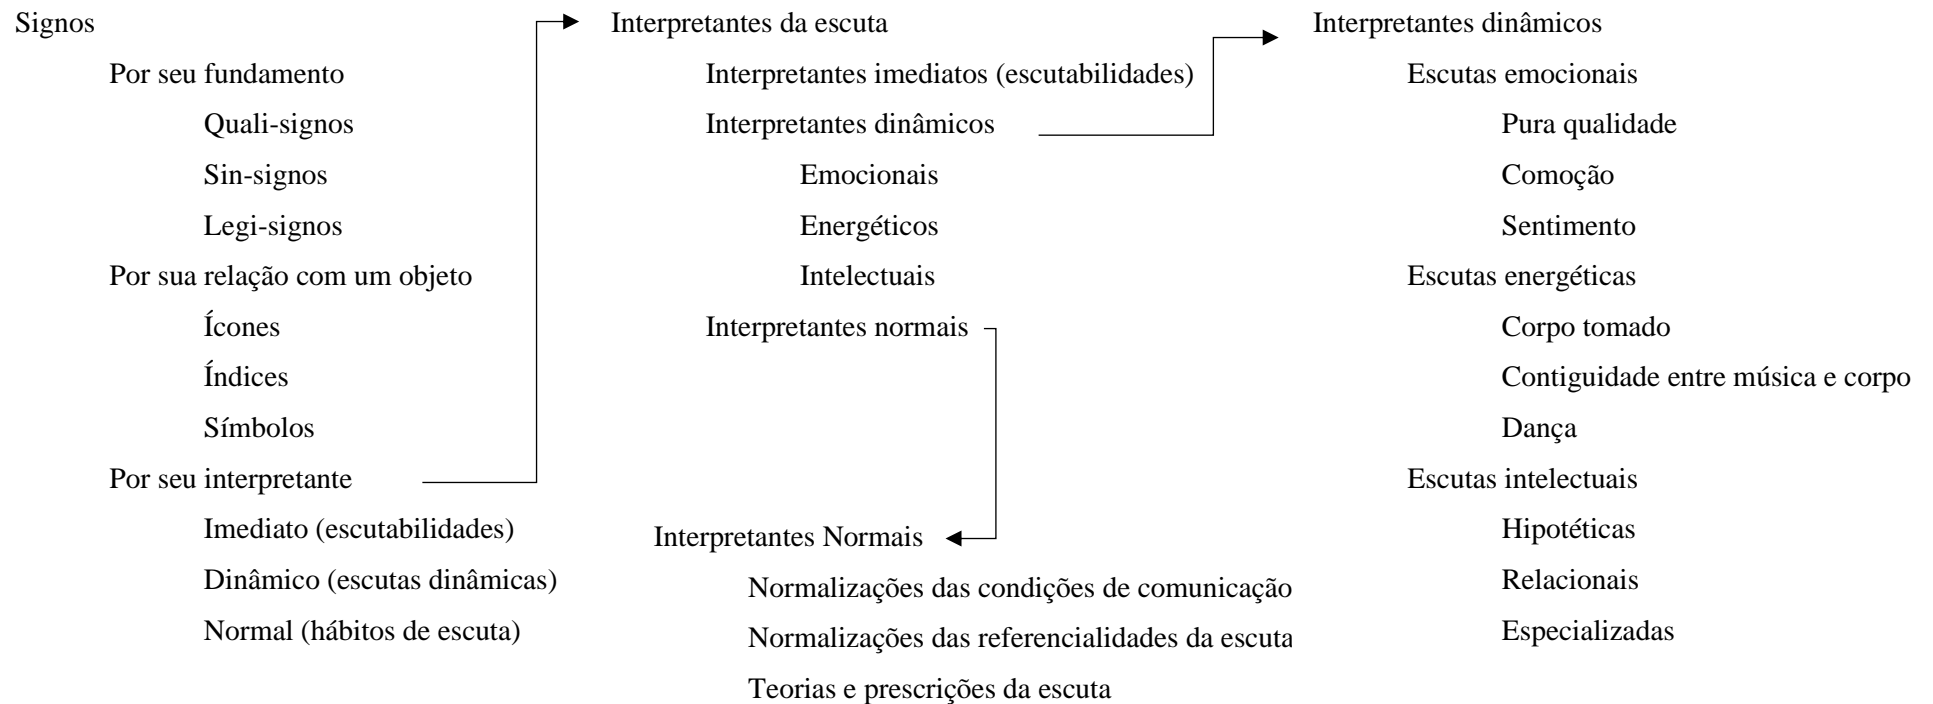 Signos
Por seu fundamento
Quali-signos
Sin-signos
Legi-signos
Por sua relação com um objeto
Ícones
Índices
Símbolos
Por seu interpretante
Imediato (escutabilidades)
Dinâmico (escutas dinâmicas)
Normal (hábitos de escuta)
Interpretantes da escuta
Interpretantes imediatos (escutabilidades)
Interpretantes dinâmicos
Emocionais
Energéticos
Intelectuais
Interpretantes normais
Interpretantes Normais
Normalizações das condições de comunicação
Normalizações das referencialidades da escuta
Teorias e prescrições da escuta
Interpretantes dinâmicos
Escutas emocionais
Pura qualidade
Comoção
Sentimento
Escutas energéticas
Corpo tomado
Contiguidade entre música e corpo
Dança
Escutas intelectuais
Hipotéticas
Relacionais
Especializadas